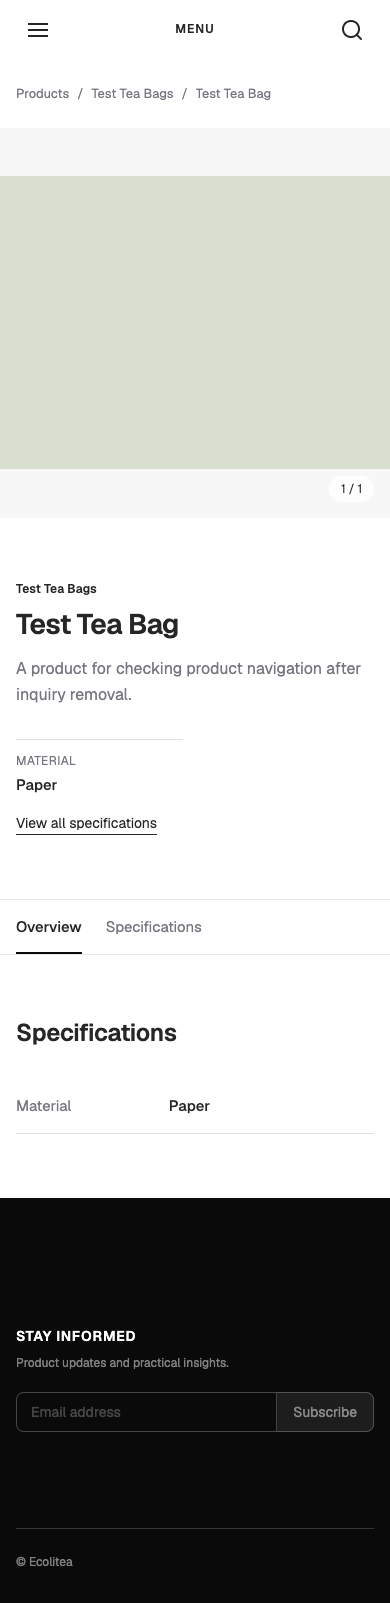 MENU
Products / Test Tea Bags / Test Tea Bag
1 / 1
Test Tea Bags
Test Tea Bag
A product for checking product navigation after
inquiry removal.
MATERIAL
Paper
View all specifications
Overview Specifications
Specifications
Material Paper
STAY INFORMED
Product updates and practical insights.
Email address Subscribe
© Ecolitea